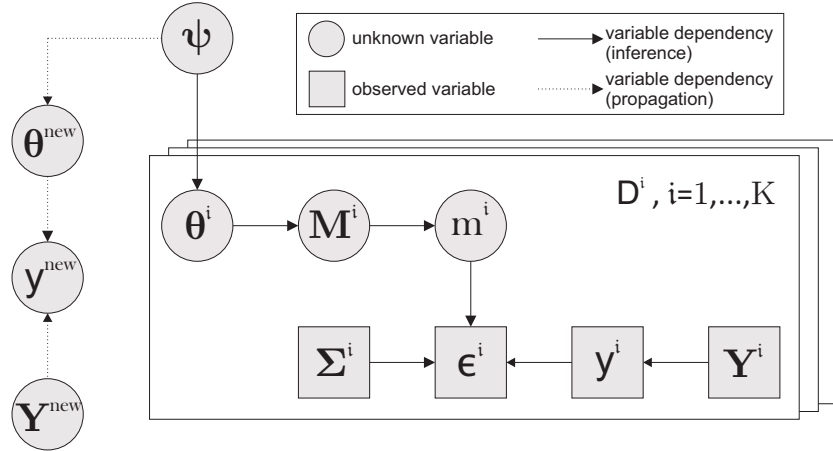 ψ
unknown variable
variable dependency
(inference)
observed variable
variable dependency
(propagation)
θ^new
D^i , i=1,...,K
θ^i
M^i
m^i
y^new
Σ^i
ϵ^i
y^i
Y^i
Y^new